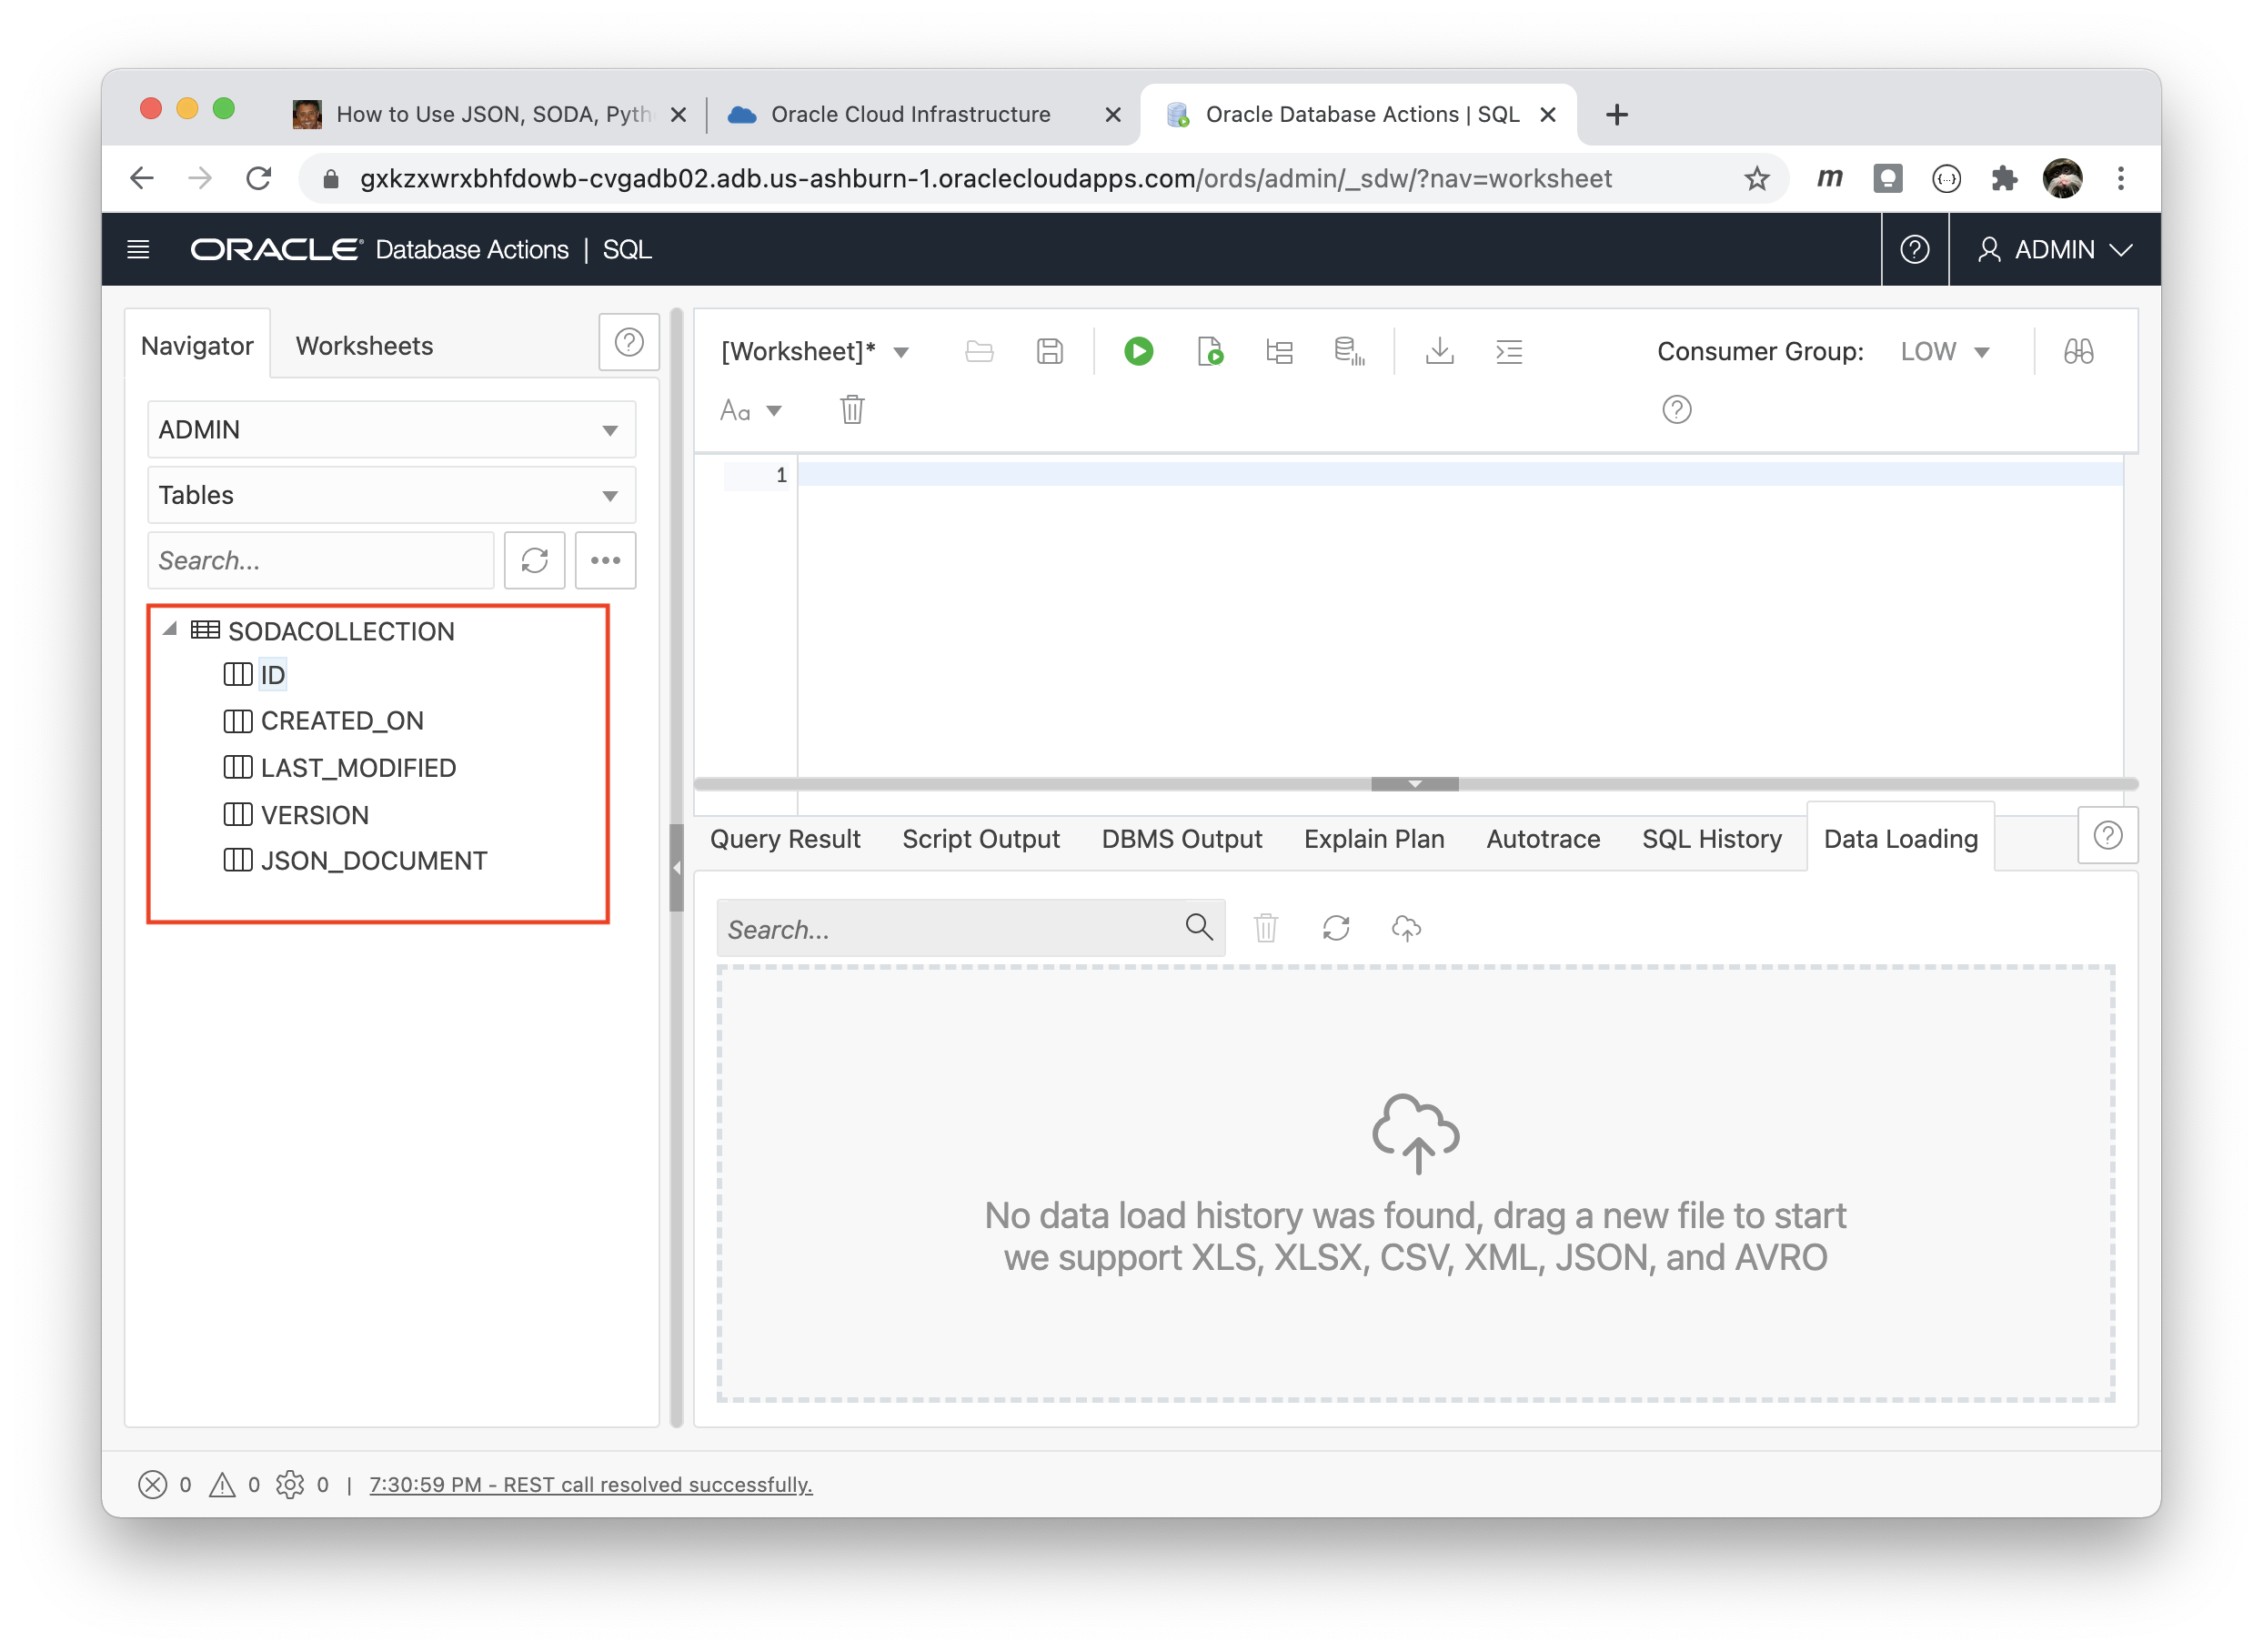 How to Use JSON, SODA, Pyth
Oracle Cloud Infrastructure
Oracle Database Actions | SQL
gxkzxwrxbhfdowb-cvgadb02.adb.us-ashburn-1.oraclecloudapps.com/ords/admin/_sdw/?nav=worksheet
m
ORACLE Database Actions | SQL
ADMIN
Navigator
Worksheets
ADMIN
Tables
Search...
SODACOLLECTION
ID
CREATED_ON
LAST_MODIFIED
VERSION
JSON_DOCUMENT
[Worksheet]*
Consumer Group: LOW
Aa
1
Query Result Script Output DBMS Output Explain Plan Autotrace SQL History Data Loading
Search...
No data load history was found, drag a new file to start
we support XLS, XLSX, CSV, XML, JSON, and AVRO
0 0 0 | 7:30:59 PM - REST call resolved successfully.